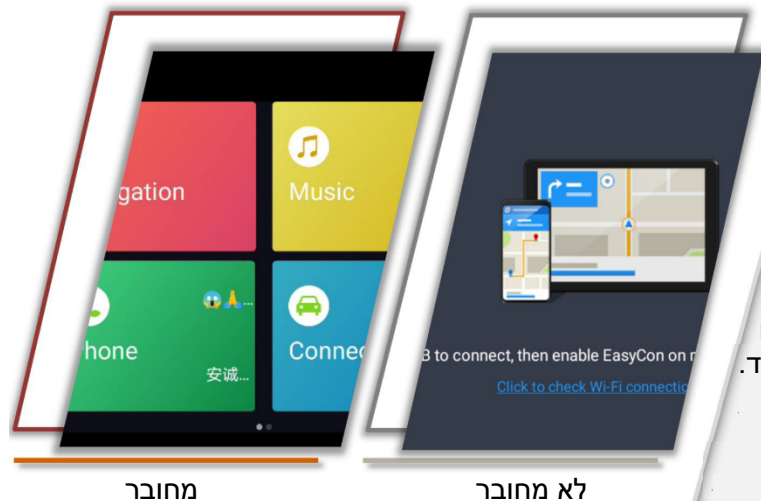 gation
Music
hone
😱🙏...
安诚...
Connec
B to connect, then enable EasyCon on
Click to check Wi-Fi connectio
ד.
מחובר
לא מחובר